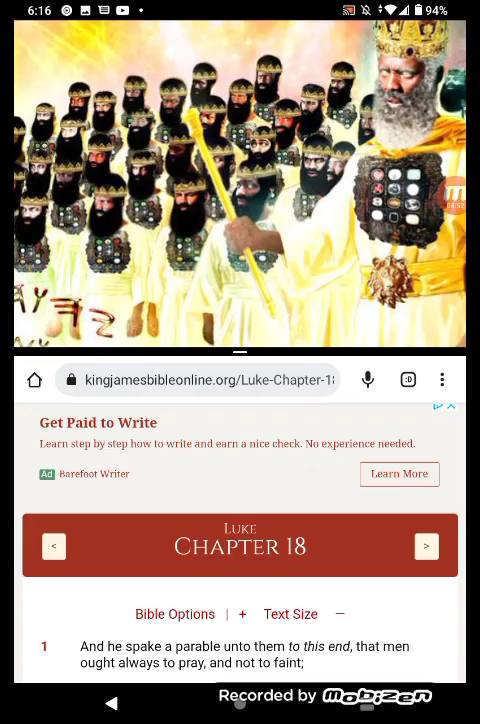 6:16
94%
08:52
kingjamesbibleonline.org/Luke-Chapter-1
:D
Get Paid to Write
Learn step by step how to write and earn a nice check. No experience needed.
Ad Barefoot Writer
Learn More
LUKE
< CHAPTER 18 >
Bible Options | + Text Size —
1 And he spake a parable unto them to this end, that men
ought always to pray, and not to faint;
Recorded by Mobizen